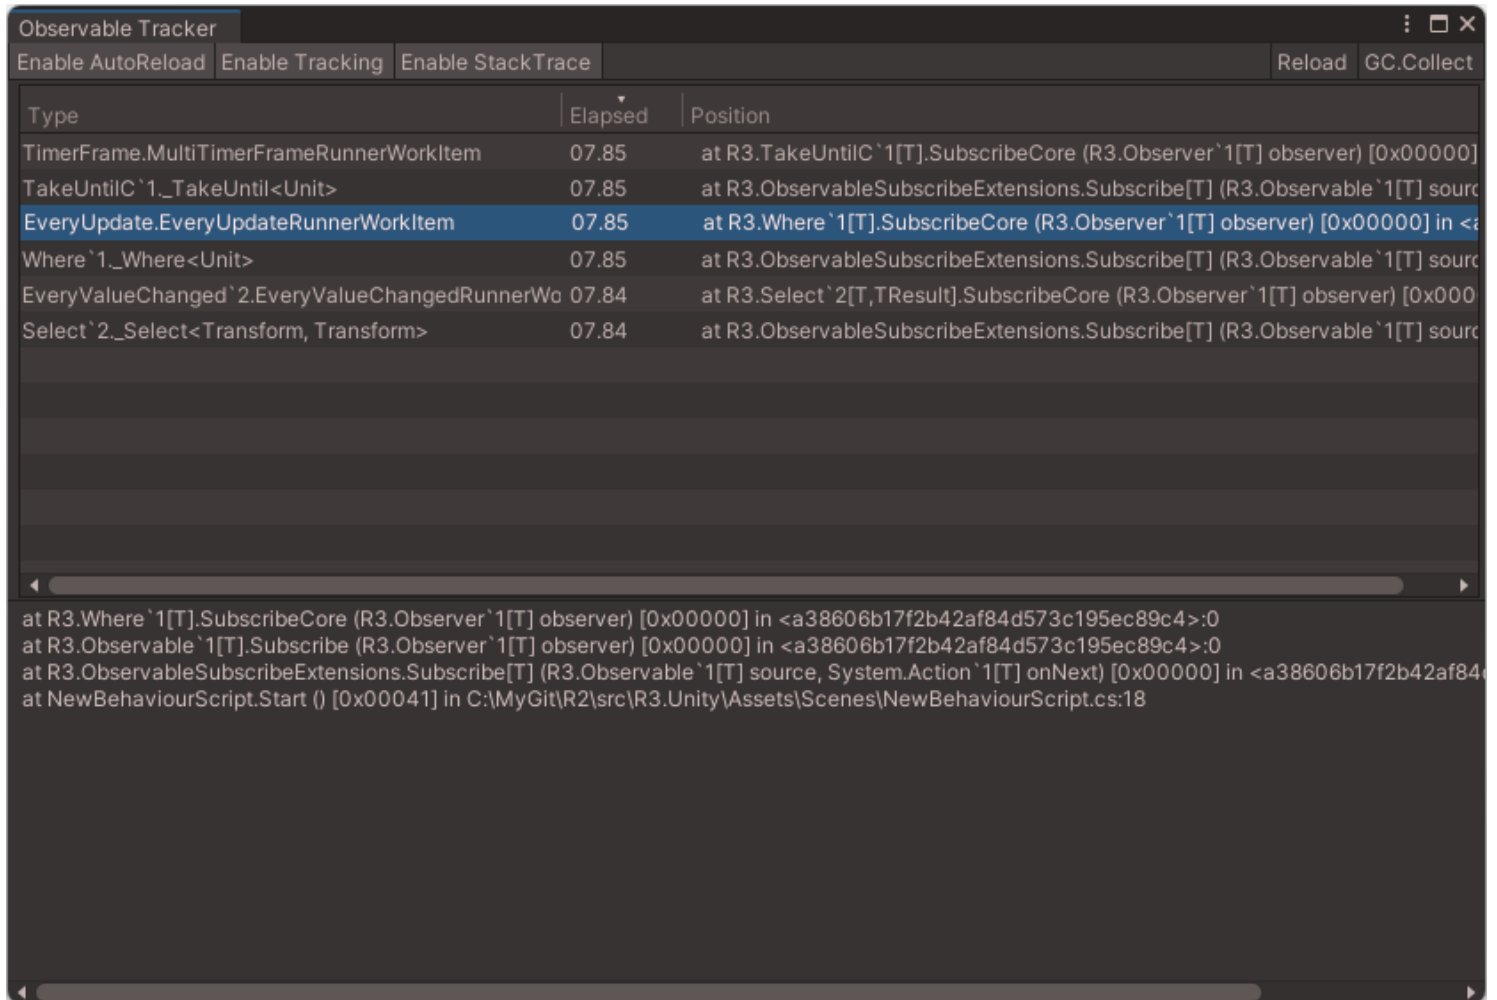 Observable Tracker
Enable AutoReload Enable Tracking Enable StackTrace Reload GC.Collect
Type Elapsed Position
TimerFrame.MultiTimerFrameRunnerWorkItem 07.85 at R3.TakeUntilC`1[T].SubscribeCore (R3.Observer`1[T] observer) [0x00000]
TakeUntilC`1._TakeUntil<Unit> 07.85 at R3.ObservableSubscribeExtensions.Subscribe[T] (R3.Observable`1[T] sourc
EveryUpdate.EveryUpdateRunnerWorkItem 07.85 at R3.Where`1[T].SubscribeCore (R3.Observer`1[T] observer) [0x00000] in <a
Where`1._Where<Unit> 07.85 at R3.ObservableSubscribeExtensions.Subscribe[T] (R3.Observable`1[T] sourc
EveryValueChanged`2.EveryValueChangedRunnerWo 07.84 at R3.Select`2[T,TResult].SubscribeCore (R3.Observer`1[T] observer) [0x000
Select`2._Select<Transform, Transform> 07.84 at R3.ObservableSubscribeExtensions.Subscribe[T] (R3.Observable`1[T] sourc
at R3.Where`1[T].SubscribeCore (R3.Observer`1[T] observer) [0x00000] in <a38606b17f2b42af84d573c195ec89c4>:0
at R3.Observable`1[T].Subscribe (R3.Observer`1[T] observer) [0x00000] in <a38606b17f2b42af84d573c195ec89c4>:0
at R3.ObservableSubscribeExtensions.Subscribe[T] (R3.Observable`1[T] source, System.Action`1[T] onNext) [0x00000] in <a38606b17f2b42af84
at NewBehaviourScript.Start () [0x00041] in C:\MyGit\R2\src\R3.Unity\Assets\Scenes\NewBehaviourScript.cs:18